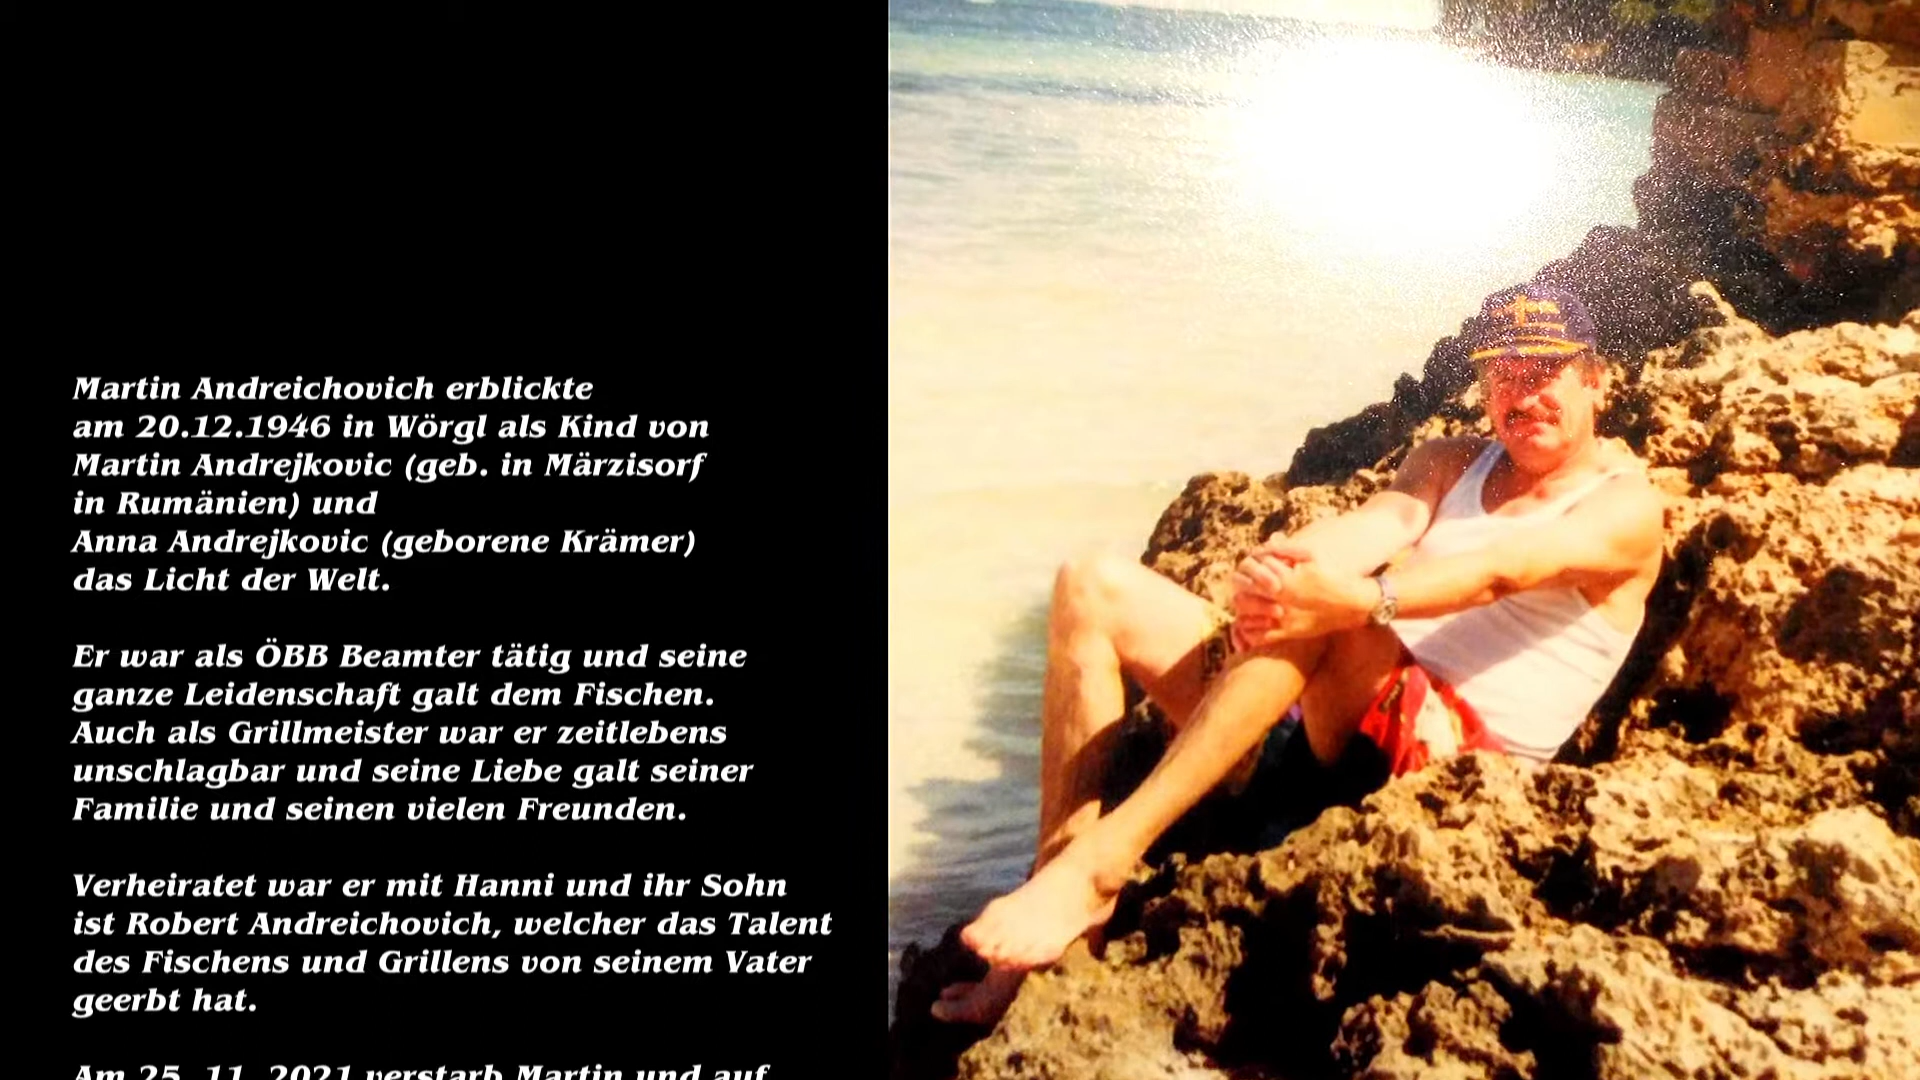 Martin Andreichovich erblickte
am 20.12.1946 in Wörgl als Kind von
Martin Andrejkovic (geb. in Märzisorf
in Rumänien) und
Anna Andrejkovic (geborene Krämer)
das Licht der Welt.
Er war als ÖBB Beamter tätig und seine
ganze Leidenschaft galt dem Fischen.
Auch als Grillmeister war er zeitlebens
unschlagbar und seine Liebe galt seiner
Familie und seinen vielen Freunden.
Verheiratet war er mit Hanni und ihr Sohn
ist Robert Andreichovich, welcher das Talent
des Fischens und Grillens von seinem Vater
geerbt hat.
Am 25. 11. 2021 verstarb Martin und auf